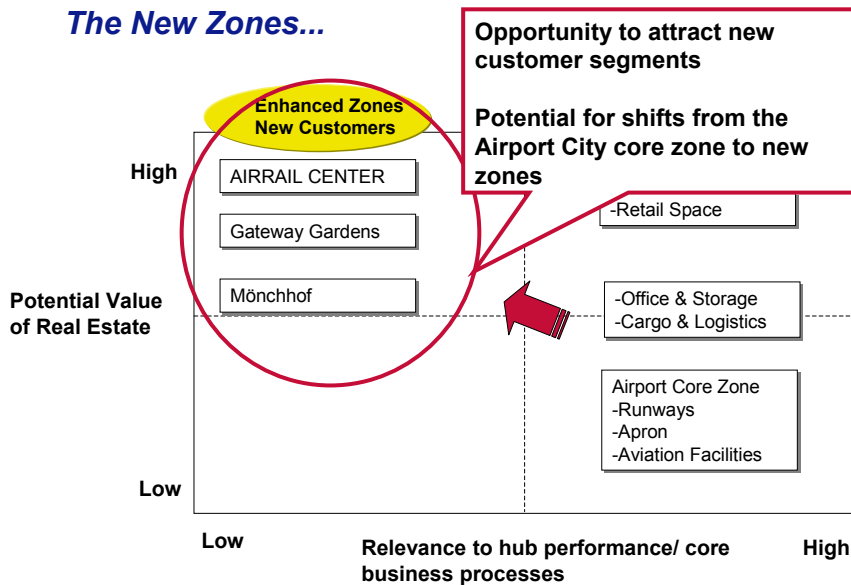 The New Zones...
Opportunity to attract new
customer segments
Potential for shifts from the
Airport City core zone to new
zones
Enhanced Zones
New Customers
High
AIRRAIL CENTER
-Retail Space
Gateway Gardens
Mönchhof
Potential Value
of Real Estate
-Office & Storage
-Cargo & Logistics
Airport Core Zone
-Runways
-Apron
-Aviation Facilities
Low
Low
Relevance to hub performance/ core
business processes
High